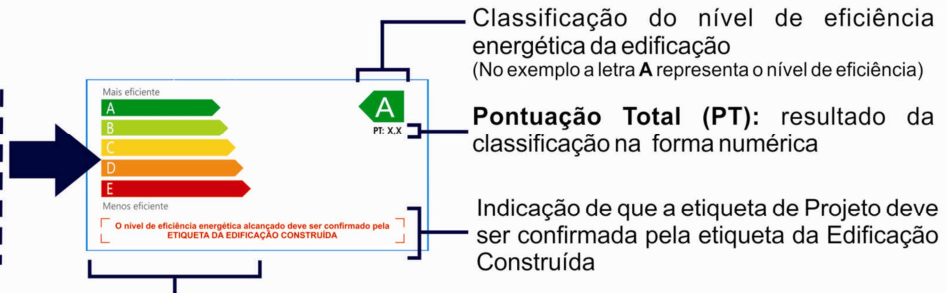 Classificação do nível de eficiência
energética da edificação
(No exemplo a letra A representa o nível de eficiência)
Mais eficiente
A
B
C
D
E
Menos eficiente
A
PT: X.X
Pontuação Total (PT): resultado da
classificação na forma numérica
O nível de eficiência energética alcançado deve ser confirmado pela
ETIQUETA DA EDIFICAÇÃO CONSTRUÍDA
Indicação de que a etiqueta de Projeto deve
ser confirmada pela etiqueta da Edificação
Construída